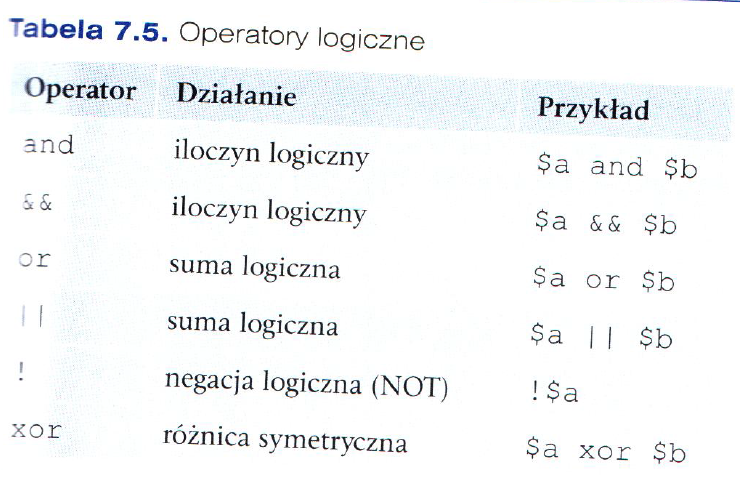 Tabela 7.5. Operatory logiczne
Operator Działanie Przykład
and iloczyn logiczny $a and $b
&& iloczyn logiczny $a && $b
or suma logiczna $a or $b
|| suma logiczna $a || $b
! negacja logiczna (NOT) !$a
xor różnica symetryczna $a xor $b